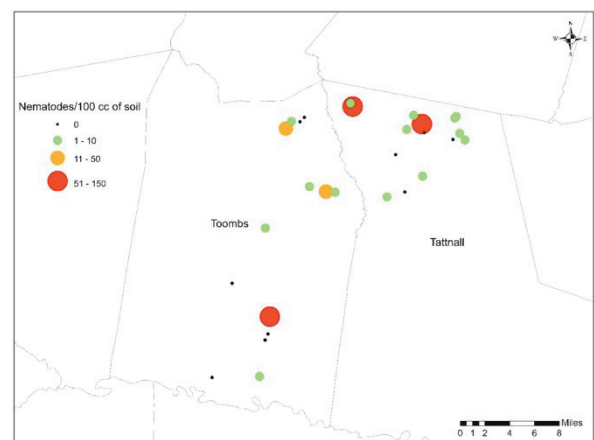 N
W E
S
Nematodes/100 cc of soil
0
1 - 10
11 - 50
51 - 150
Toombs
Tattnall
Miles
0 1 2 4 6 8